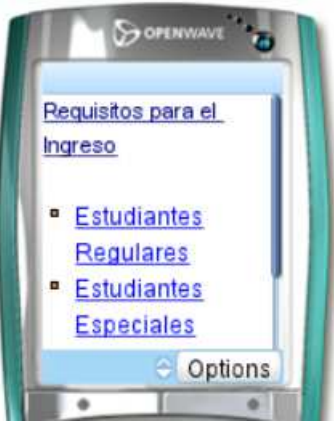 OPENWAVE
Requisitos para el
Ingreso
Estudiantes
Regulares
Estudiantes
Especiales
Options